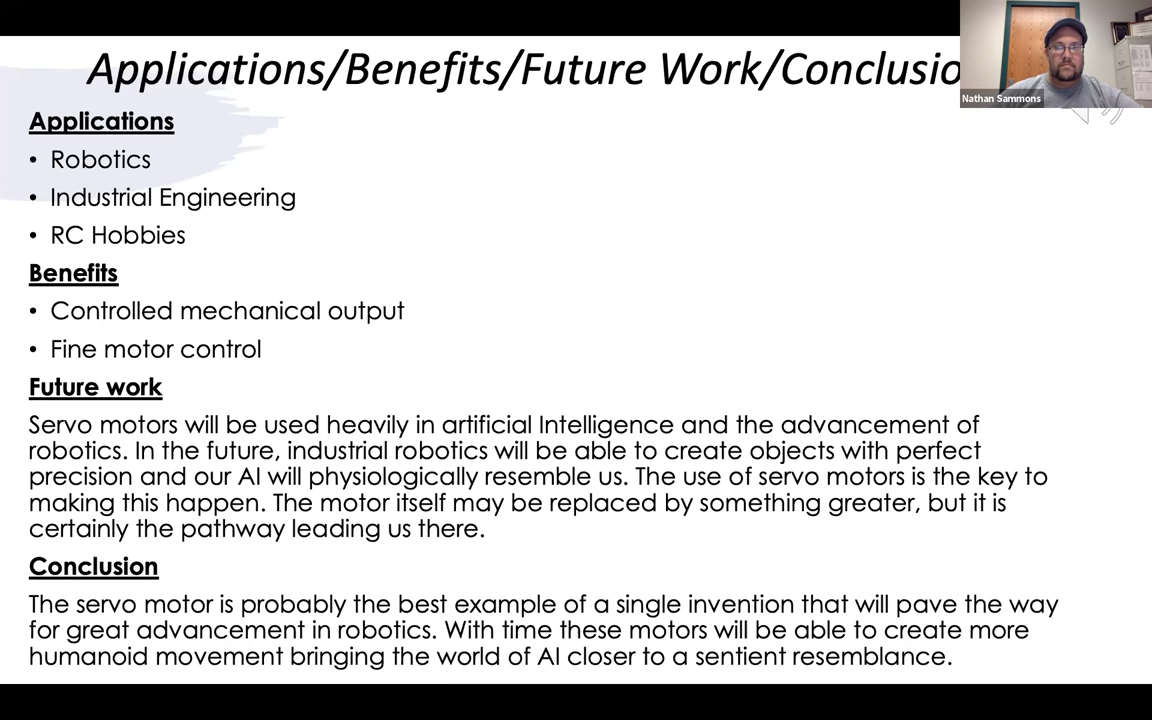 Applications/Benefits/Future Work/Conclusio
Nathan Sammons
Applications
• Robotics
• Industrial Engineering
• RC Hobbies
Benefits
• Controlled mechanical output
• Fine motor control
Future work
Servo motors will be used heavily in artificial Intelligence and the advancement of
robotics. In the future, industrial robotics will be able to create objects with perfect
precision and our AI will physiologically resemble us. The use of servo motors is the key to
making this happen. The motor itself may be replaced by something greater, but it is
certainly the pathway leading us there.
Conclusion
The servo motor is probably the best example of a single invention that will pave the way
for great advancement in robotics. With time these motors will be able to create more
humanoid movement bringing the world of AI closer to a sentient resemblance.